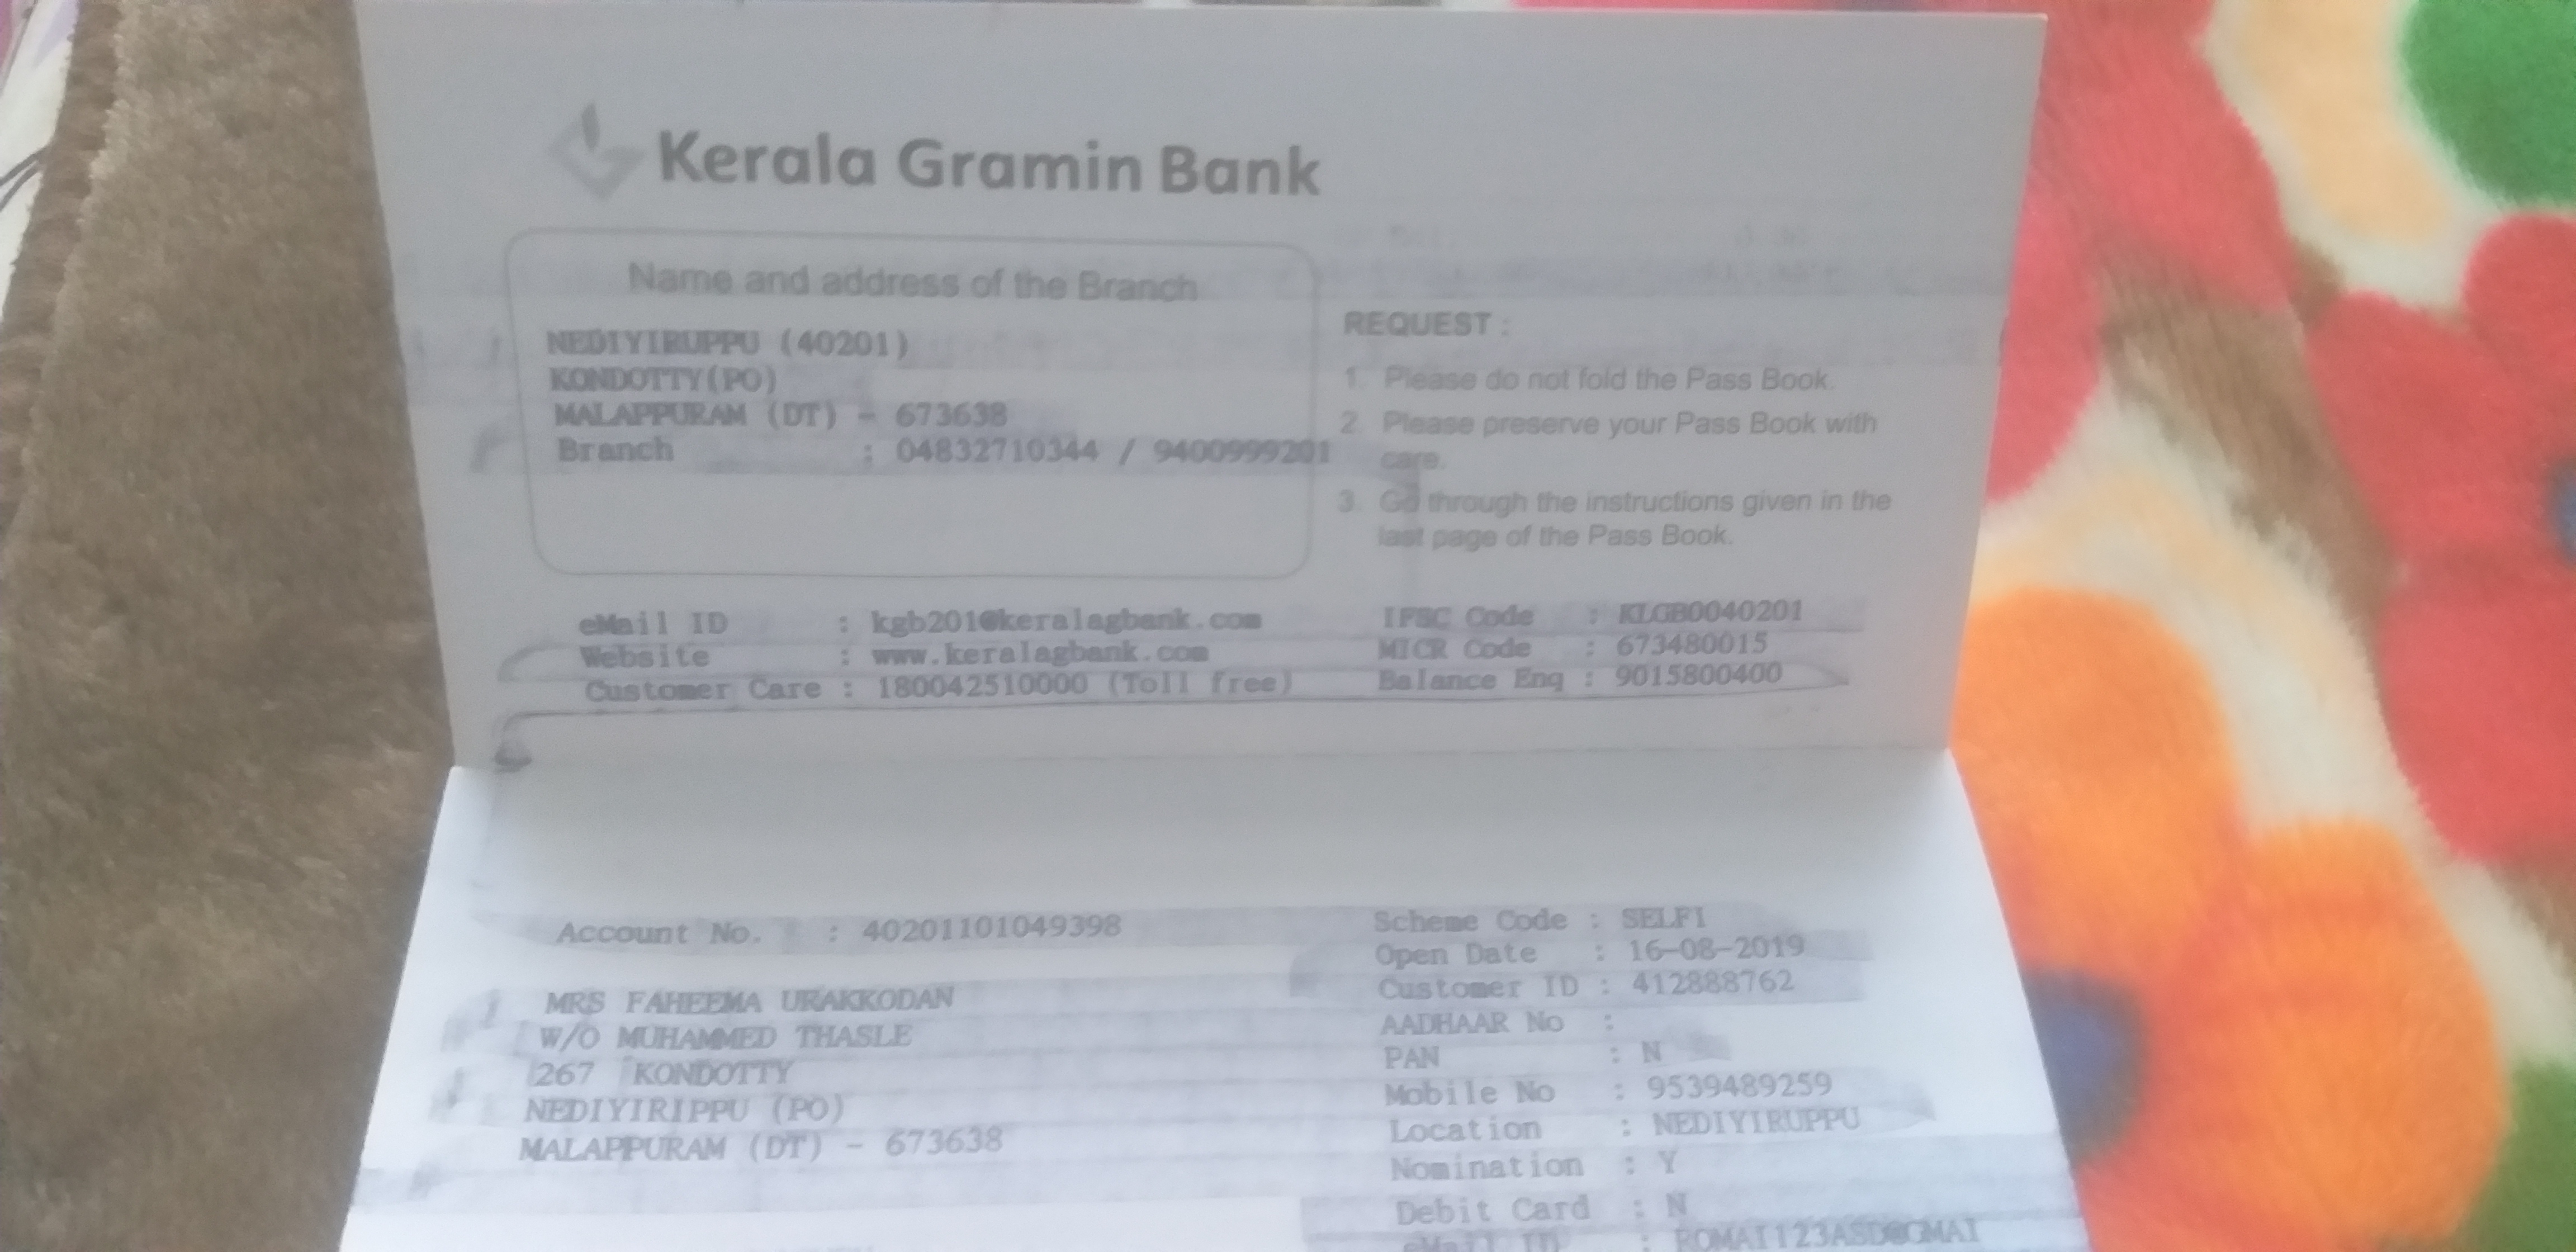 Kerala Gramin Bank
Name and address of the Branch
NEDIYIRUPPU (40201)
KONDOTTY(PO)
MALAPPURAM (DT) - 673638
Branch : 04832710344 / 9400999201
REQUEST :
1. Please do not fold the Pass Book.
2. Please preserve your Pass Book with
care.
3. Go through the instructions given in the
last page of the Pass Book.
eMail ID : kgb201@keralagbank.com
Website : www.keralagbank.com
Customer Care : 180042510000 (Toll free)
IFSC Code : KLGB0040201
MICR Code : 673480015
Balance Enq : 9015800400
Account No. : 40201101049398
MRS FAHEEMA URAKKODAN
W/O MUHAMMED THASLE
267 KONDOTTY
NEDIYIRIPPU (PO)
MALAPPURAM (DT) - 673638
Scheme Code : SELFI
Open Date : 16-08-2019
Customer ID : 412888762
AADHAAR No :
PAN : N
Mobile No : 9539489259
Location : NEDIYIRUPPU
Nomination : Y
Debit Card : N
eMail ID :